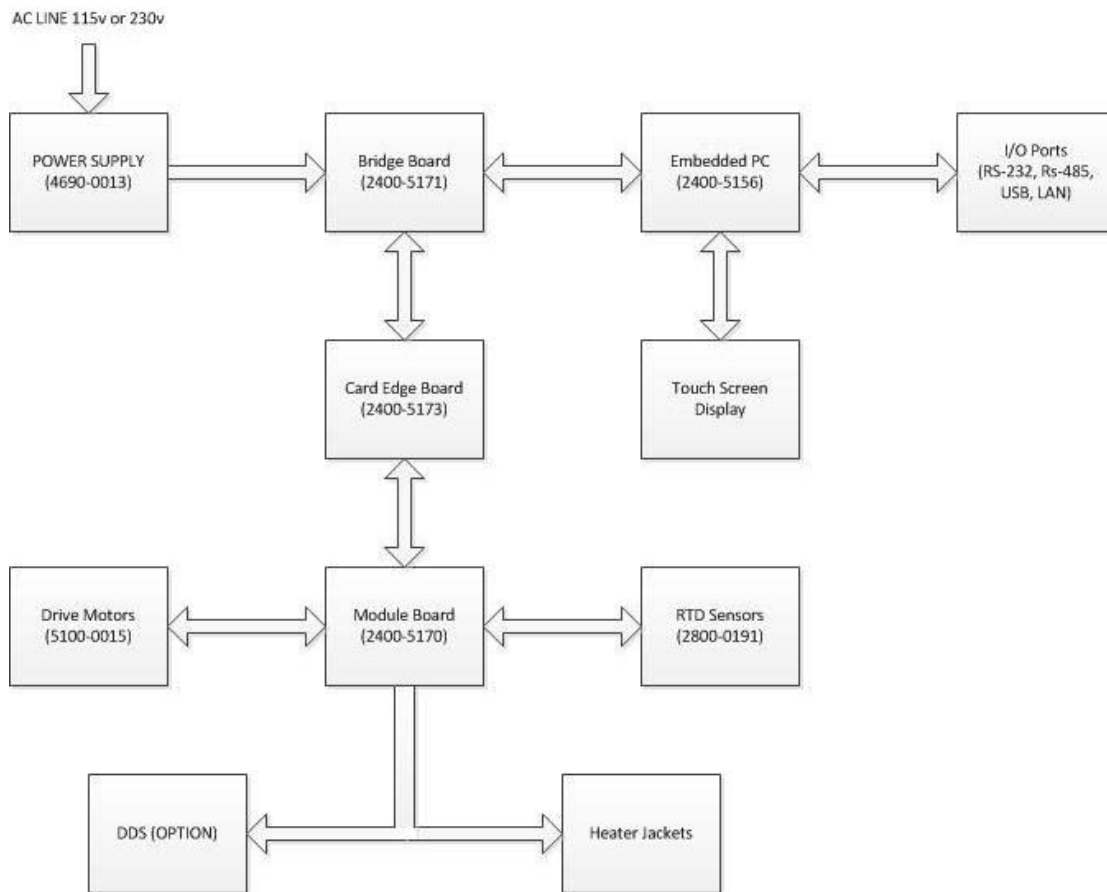 AC LINE 115v or 230v
POWER SUPPLY
(4690-0013)
Bridge Board
(2400-5171)
Embedded PC
(2400-5156)
I/O Ports
(RS-232, Rs-485,
USB, LAN)
Card Edge Board
(2400-5173)
Touch Screen
Display
Drive Motors
(5100-0015)
Module Board
(2400-5170)
RTD Sensors
(2800-0191)
DDS (OPTION)
Heater Jackets